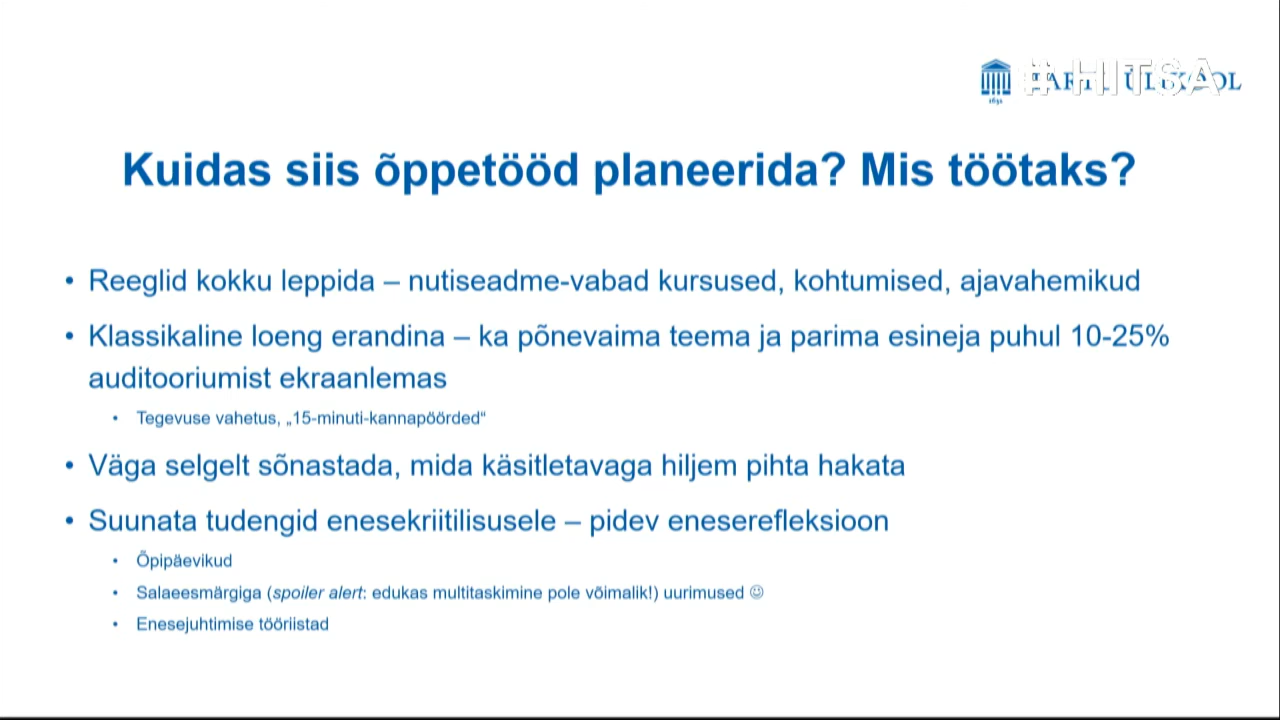 #HITSA
1632
Kuidas siis õppetööd planeerida? Mis töötaks?
• Reeglid kokku leppida – nutiseadme-vabad kursused, kohtumised, ajavahemikud
• Klassikaline loeng erandina – ka põnevaima teema ja parima esineja puhul 10-25%
auditooriumist ekraanlemas
• Tegevuse vahetus, „15-minuti-kannapöörded“
• Väga selgelt sõnastada, mida käsitletavaga hiljem pihta hakata
• Suunata tudengid enesekriitilisusele – pidev eneserefleksioon
• Õpipäevikud
• Salaeesmärgiga (spoiler alert: edukas multitaskimine pole võimalik!) uurimused ☺
• Enesejuhtimise tööriistad